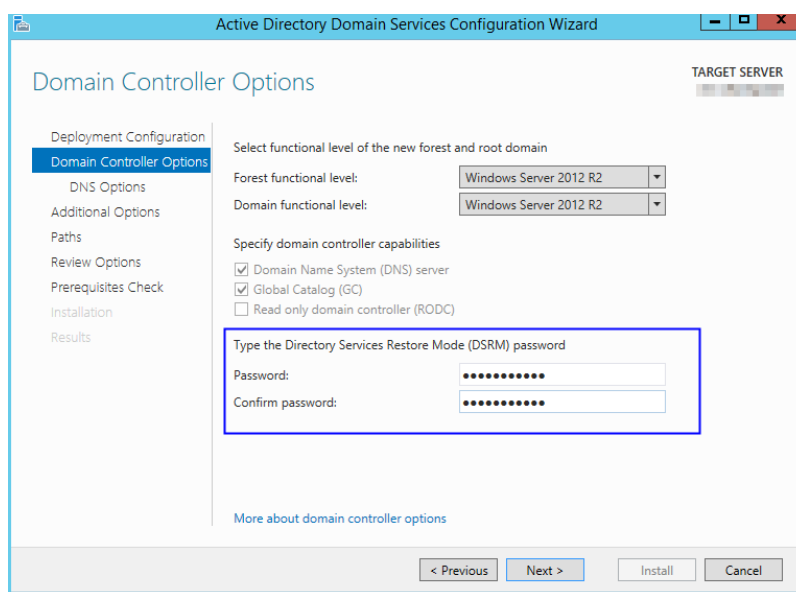 Active Directory Domain Services Configuration Wizard
Domain Controller Options
TARGET SERVER
Deployment Configuration
Domain Controller Options
DNS Options
Additional Options
Paths
Review Options
Prerequisites Check
Installation
Results
Select functional level of the new forest and root domain
Forest functional level: Windows Server 2012 R2
Domain functional level: Windows Server 2012 R2
Specify domain controller capabilities
Domain Name System (DNS) server
Global Catalog (GC)
Read only domain controller (RODC)
Type the Directory Services Restore Mode (DSRM) password
Password: •••••••••••
Confirm password: •••••••••••
More about domain controller options
< Previous Next > Install Cancel